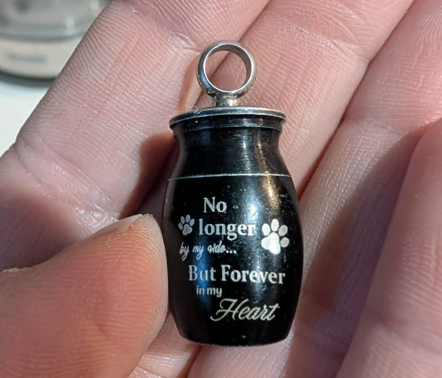 No
longer
by my side...
But Forever
in my
Heart